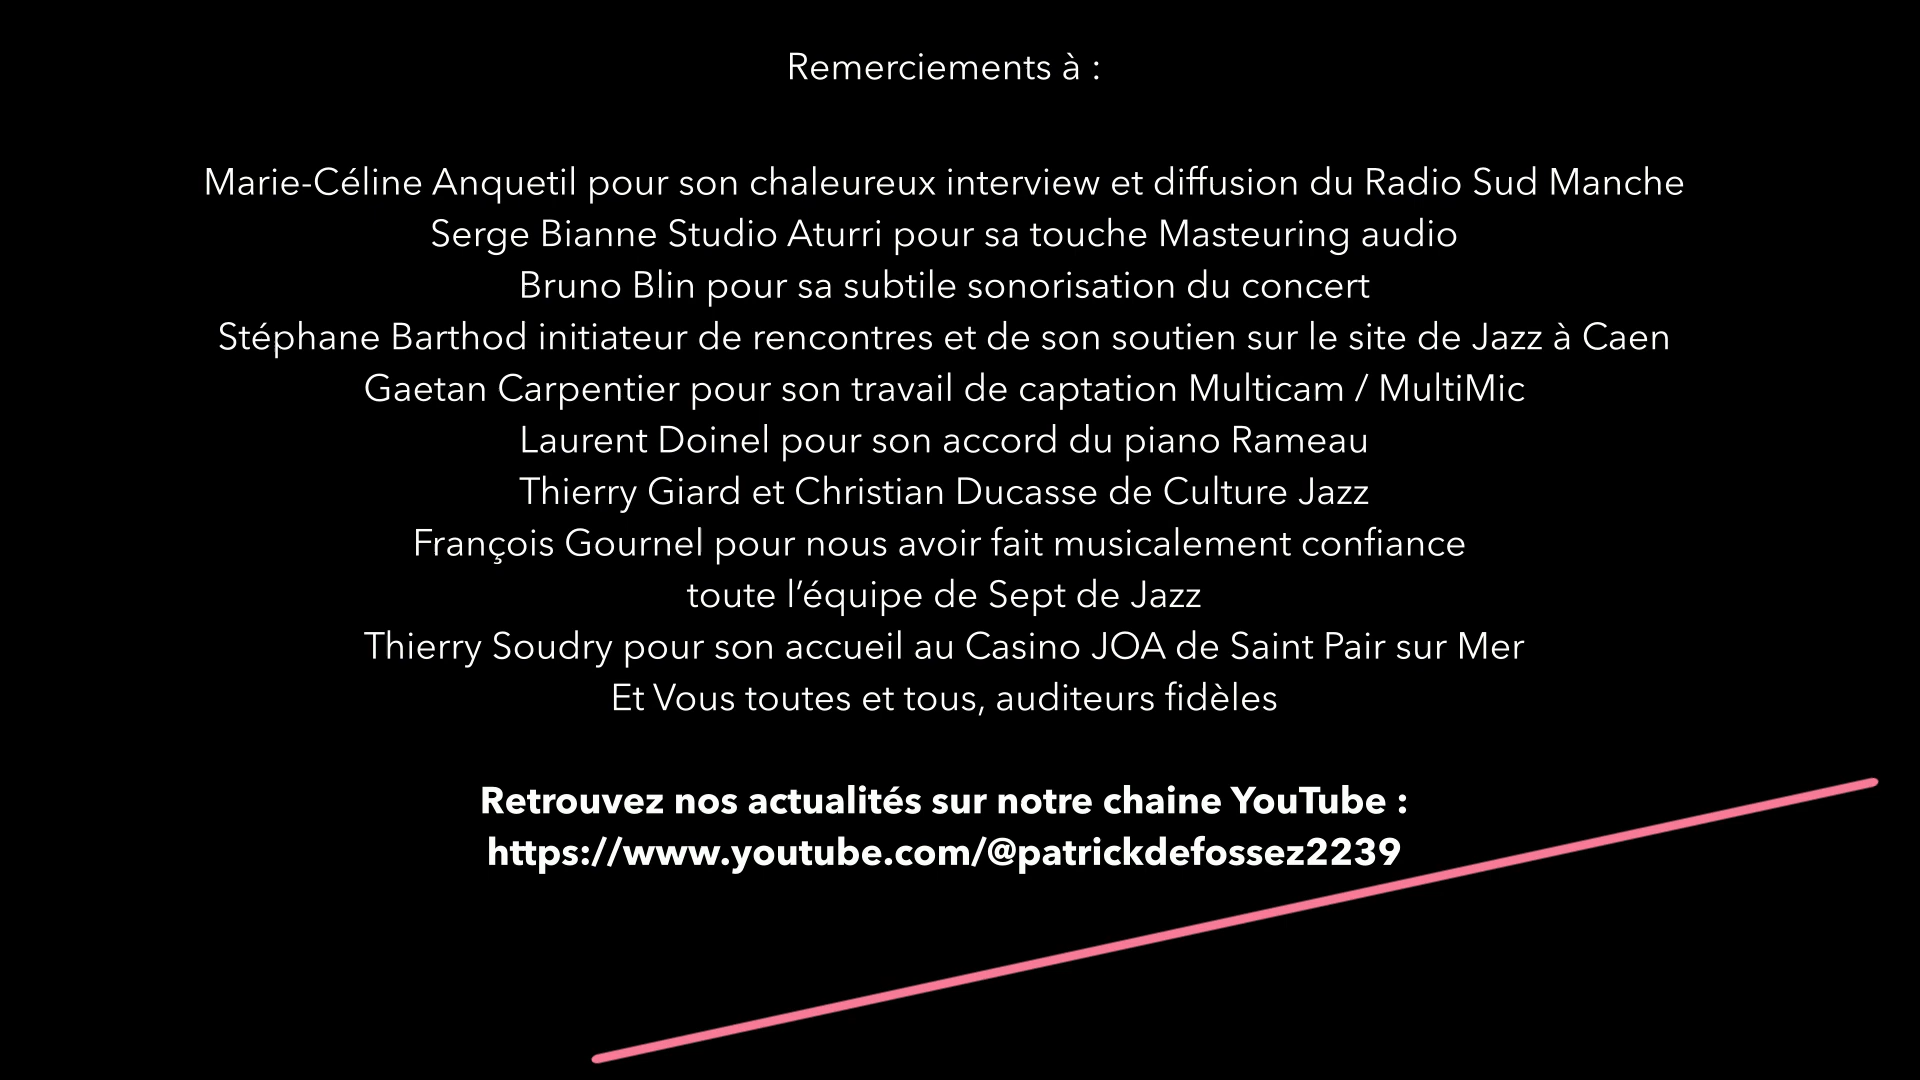 Remerciements à :
Marie-Céline Anquetil pour son chaleureux interview et diffusion du Radio Sud Manche
Serge Bianne Studio Aturri pour sa touche Masteuring audio
Bruno Blin pour sa subtile sonorisation du concert
Stéphane Barthod initiateur de rencontres et de son soutien sur le site de Jazz à Caen
Gaetan Carpentier pour son travail de captation Multicam / MultiMic
Laurent Doinel pour son accord du piano Rameau
Thierry Giard et Christian Ducasse de Culture Jazz
François Gournel pour nous avoir fait musicalement confiance
toute l’équipe de Sept de Jazz
Thierry Soudry pour son accueil au Casino JOA de Saint Pair sur Mer
Et Vous toutes et tous, auditeurs fidèles
Retrouvez nos actualités sur notre chaine YouTube :
https://www.youtube.com/@patrickdefossez2239